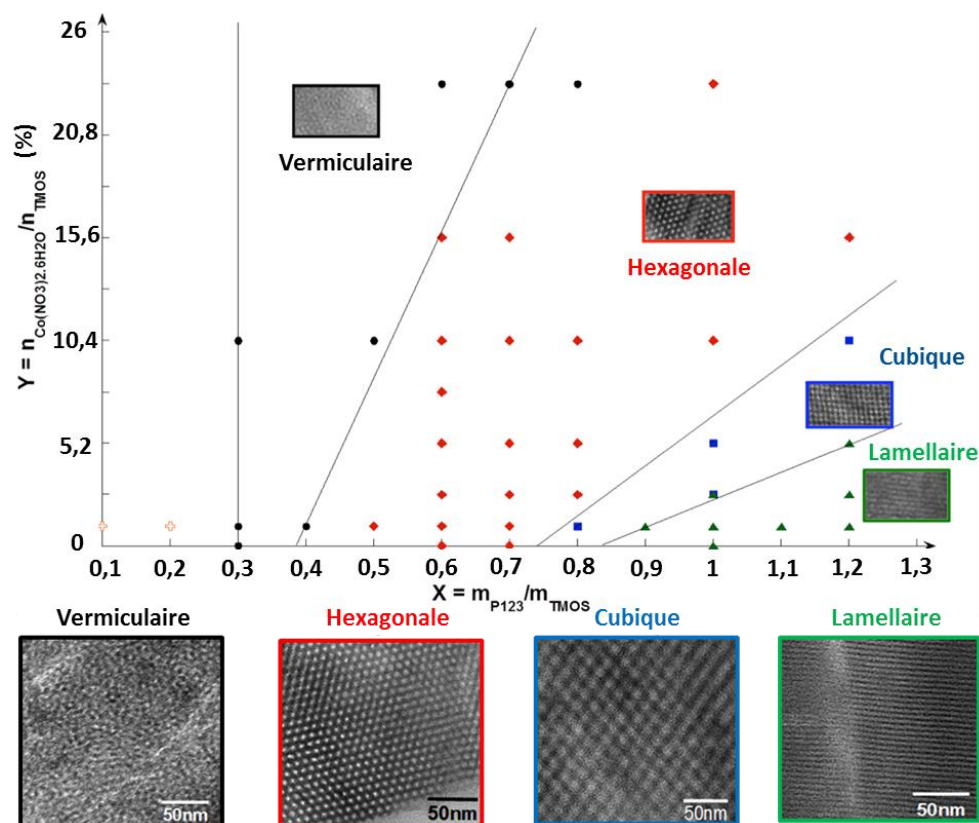 26
20,8
15,6
10,4
5,2
0
Y = nCo(NO3)2.6H2O/nTMOS (%)
Vermiculaire
Hexagonale
Cubique
Lamellaire
0,1 0,2 0,3 0,4 0,5 0,6 0,7 0,8 0,9 1 1,1 1,2 1,3
X = mP123/mTMOS
Vermiculaire Hexagonale Cubique Lamellaire
50nm 50nm 50nm 50nm